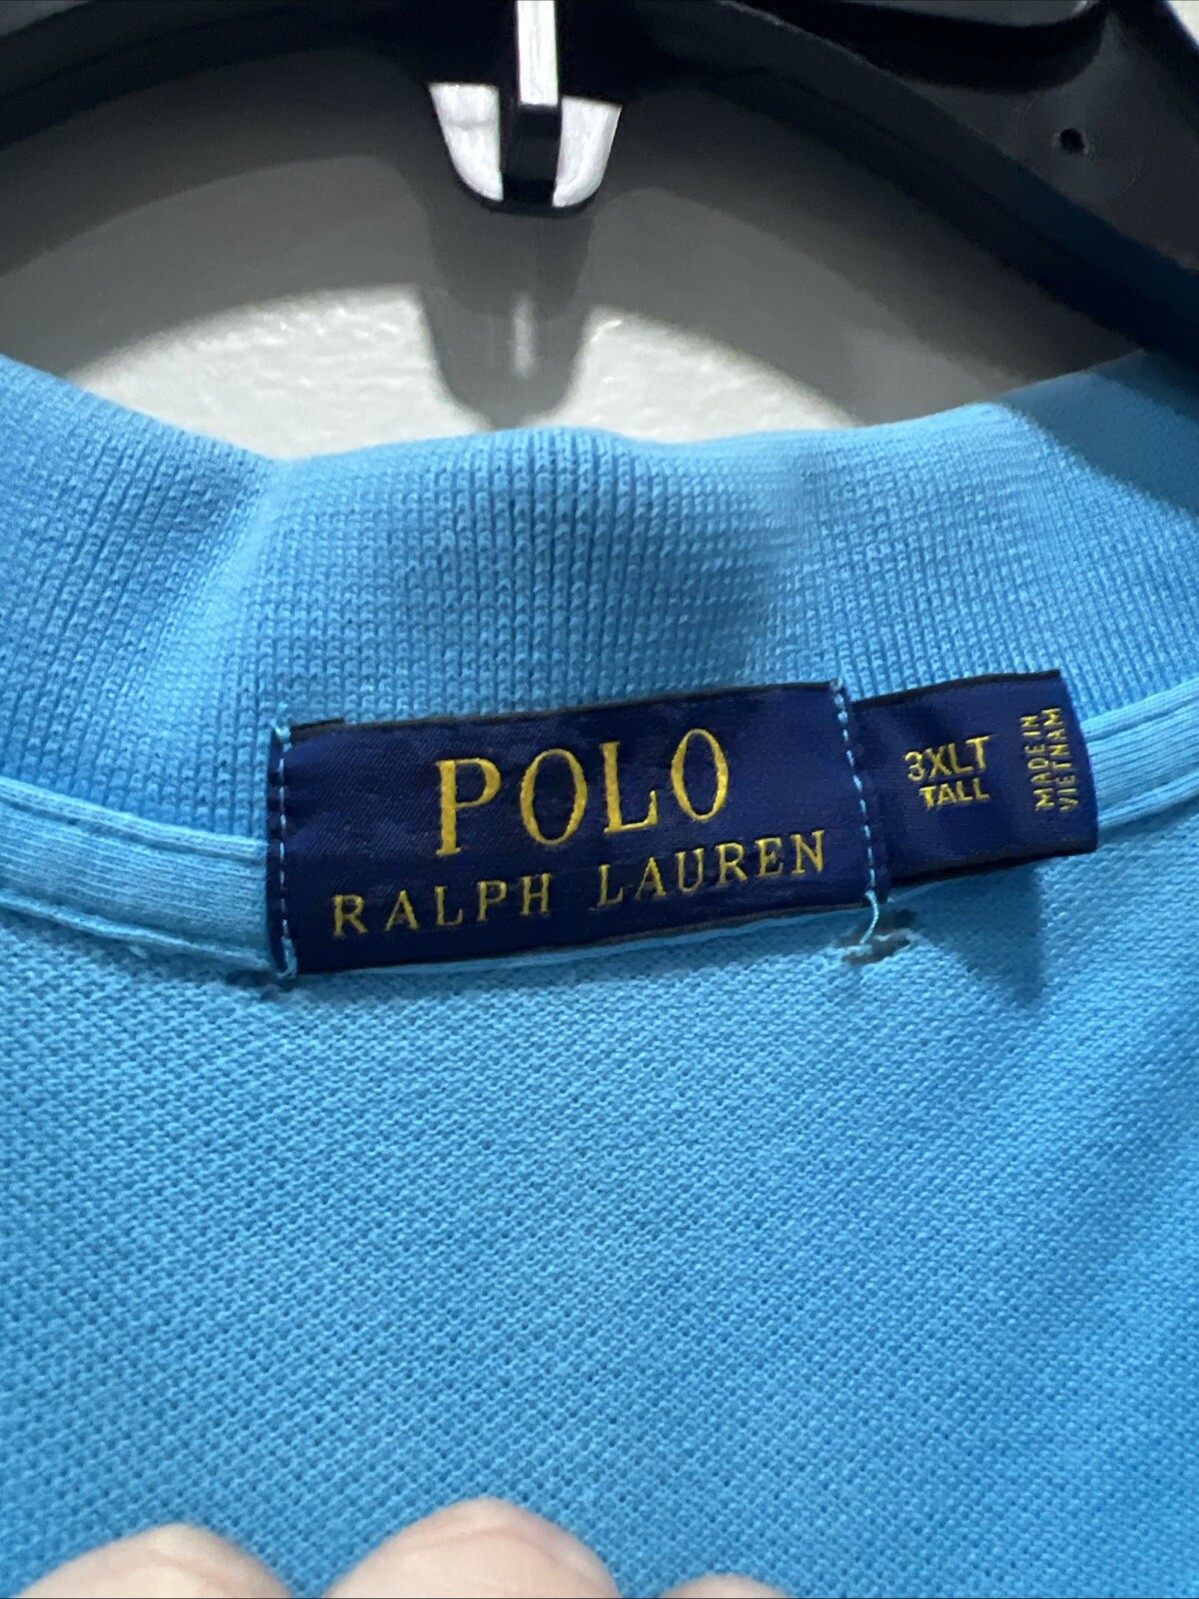 POLO
RALPH LAUREN
3XLT
TALL
MADE IN
VIETNAM